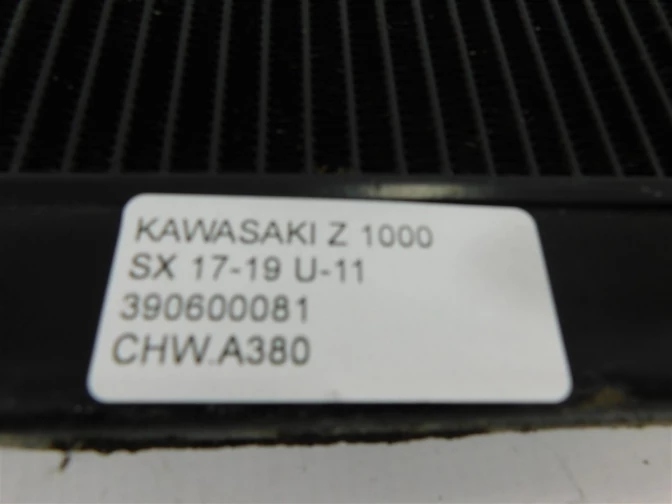 KAWASAKI Z 1000
SX 17-19 U-11
390600081
CHW.A380